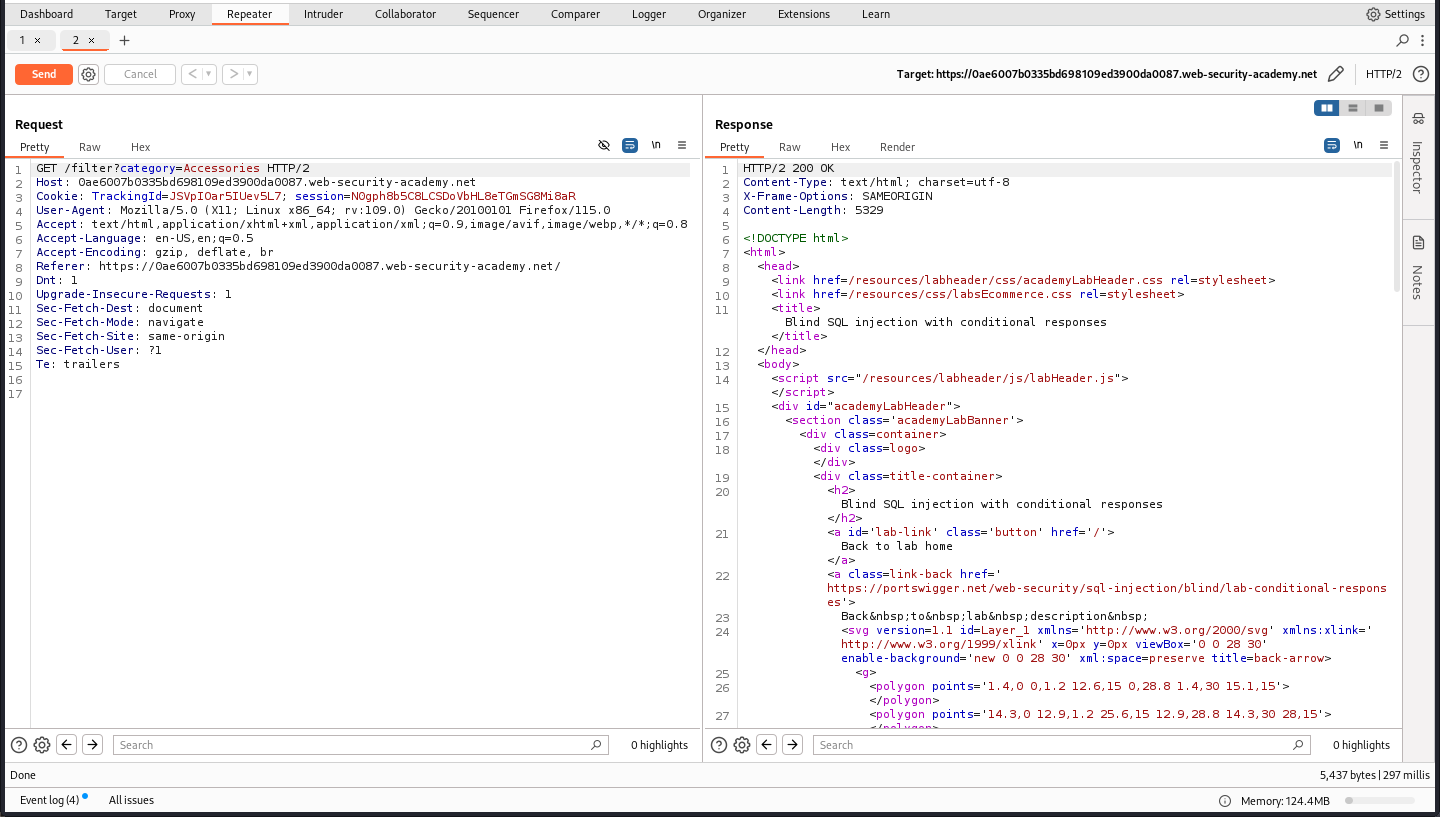 Dashboard Target Proxy Repeater Intruder Collaborator Sequencer Comparer Logger Organizer Extensions Learn Settings
1 × 2 × +
Send Cancel < > Target: https://0ae6007b0335bd698109ed3900da0087.web-security-academy.net HTTP/2
Request
Pretty Raw Hex \n
1 GET /filter?category=Accessories HTTP/2
2 Host: 0ae6007b0335bd698109ed3900da0087.web-security-academy.net
3 Cookie: TrackingId=JSVpIOar5IUev5L7; session=N0gph8b5C8LCSDoVbHL8eTGmSG8Mi8aR
4 User-Agent: Mozilla/5.0 (X11; Linux x86_64; rv:109.0) Gecko/20100101 Firefox/115.0
5 Accept: text/html,application/xhtml+xml,application/xml;q=0.9,image/avif,image/webp,*/*;q=0.8
6 Accept-Language: en-US,en;q=0.5
7 Accept-Encoding: gzip, deflate, br
8 Referer: https://0ae6007b0335bd698109ed3900da0087.web-security-academy.net/
9 Dnt: 1
10 Upgrade-Insecure-Requests: 1
11 Sec-Fetch-Dest: document
12 Sec-Fetch-Mode: navigate
13 Sec-Fetch-Site: same-origin
14 Sec-Fetch-User: ?1
15 Te: trailers
16
17
Search 0 highlights
Response
Pretty Raw Hex Render \n
1 HTTP/2 200 OK
2 Content-Type: text/html; charset=utf-8
3 X-Frame-Options: SAMEORIGIN
4 Content-Length: 5329
5
6 <!DOCTYPE html>
7 <html>
8 <head>
9 <link href=/resources/labheader/css/academyLabHeader.css rel=stylesheet>
10 <link href=/resources/css/labsEcommerce.css rel=stylesheet>
11 <title>
Blind SQL injection with conditional responses
</title>
12 </head>
13 <body>
14 <script src="/resources/labheader/js/labHeader.js">
</script>
15 <div id="academyLabHeader">
16 <section class='academyLabBanner'>
17 <div class=container>
18 <div class=logo>
</div>
19 <div class=title-container>
20 <h2>
Blind SQL injection with conditional responses
</h2>
21 <a id='lab-link' class='button' href='/'>
Back to lab home
</a>
22 <a class=link-back href='
https://portswigger.net/web-security/sql-injection/blind/lab-conditional-respons
es'>
23 Back&nbsp;to&nbsp;lab&nbsp;description&nbsp;
24 <svg version=1.1 id=Layer_1 xmlns='http://www.w3.org/2000/svg' xmlns:xlink='
http://www.w3.org/1999/xlink' x=0px y=0px viewBox='0 0 28 30'
enable-background='new 0 0 28 30' xml:space=preserve title=back-arrow>
25 <g>
26 <polygon points='1.4,0 0,1.2 12.6,15 0,28.8 1.4,30 15.1,15'>
</polygon>
27 <polygon points='14.3,0 12.9,1.2 25.6,15 12.9,28.8 14.3,30 28,15'>
</polygon>
Search 0 highlights
Inspector
Notes
Done 5,437 bytes | 297 millis
Event log (4) All issues Memory: 124.4MB